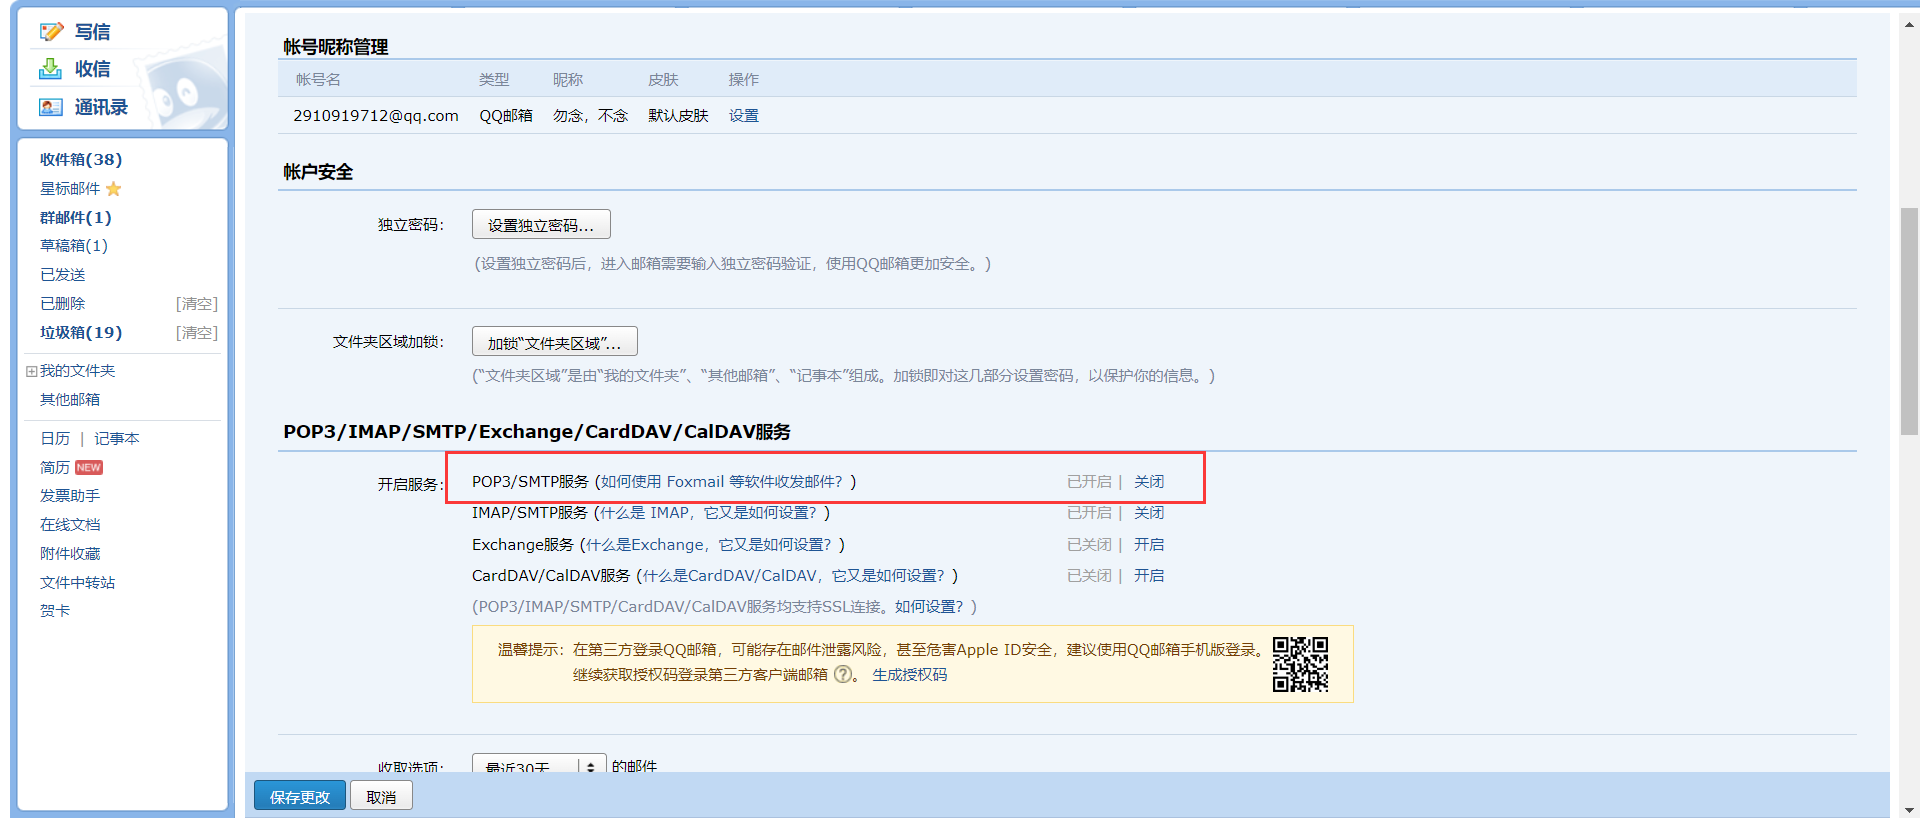 写信
收信
通讯录
收件箱(38)
星标邮件
群邮件(1)
草稿箱(1)
已发送
已删除 [清空]
垃圾箱(19) [清空]
我的文件夹
其他邮箱
日历 | 记事本
简历 NEW
发票助手
在线文档
附件收藏
文件中转站
贺卡
帐号昵称管理
帐号名 类型 昵称 皮肤 操作
2910919712@qq.com QQ邮箱 勿念，不念 默认皮肤 设置
帐户安全
独立密码： 设置独立密码...
(设置独立密码后，进入邮箱需要输入独立密码验证，使用QQ邮箱更加安全。)
文件夹区域加锁： 加锁“文件夹区域”...
(“文件夹区域”是由“我的文件夹”、“其他邮箱”、“记事本”组成。加锁即对这几部分设置密码，以保护你的信息。)
POP3/IMAP/SMTP/Exchange/CardDAV/CalDAV服务
开启服务： POP3/SMTP服务 (如何使用 Foxmail 等软件收发邮件？) 已开启 | 关闭
IMAP/SMTP服务 (什么是 IMAP，它又是如何设置？) 已开启 | 关闭
Exchange服务 (什么是Exchange，它又是如何设置？) 已关闭 | 开启
CardDAV/CalDAV服务 (什么是CardDAV/CalDAV，它又是如何设置？) 已关闭 | 开启
(POP3/IMAP/SMTP/CardDAV/CalDAV服务均支持SSL连接。如何设置？)
温馨提示： 在第三方登录QQ邮箱，可能存在邮件泄露风险，甚至危害Apple ID安全，建议使用QQ邮箱手机版登录。
继续获取授权码登录第三方客户端邮箱 ? 。 生成授权码
收取选项： 最近30天 的邮件
保存更改 取消